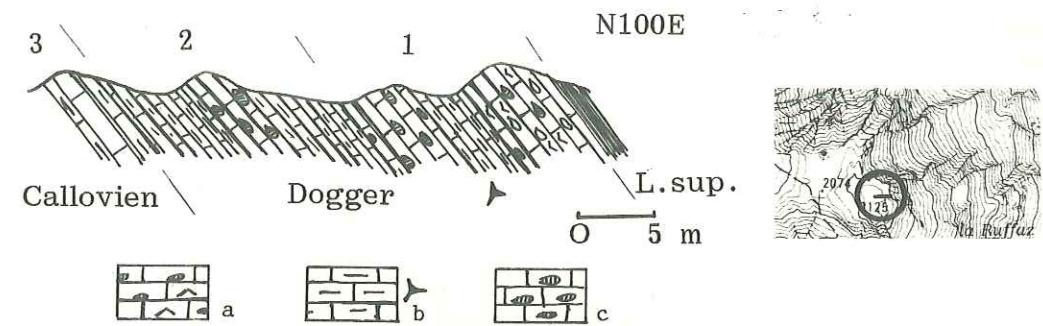 N100E
3 2 1
Callovien Dogger L.sup.
O 5 m
a b c
2074
2125
la Ruffaz